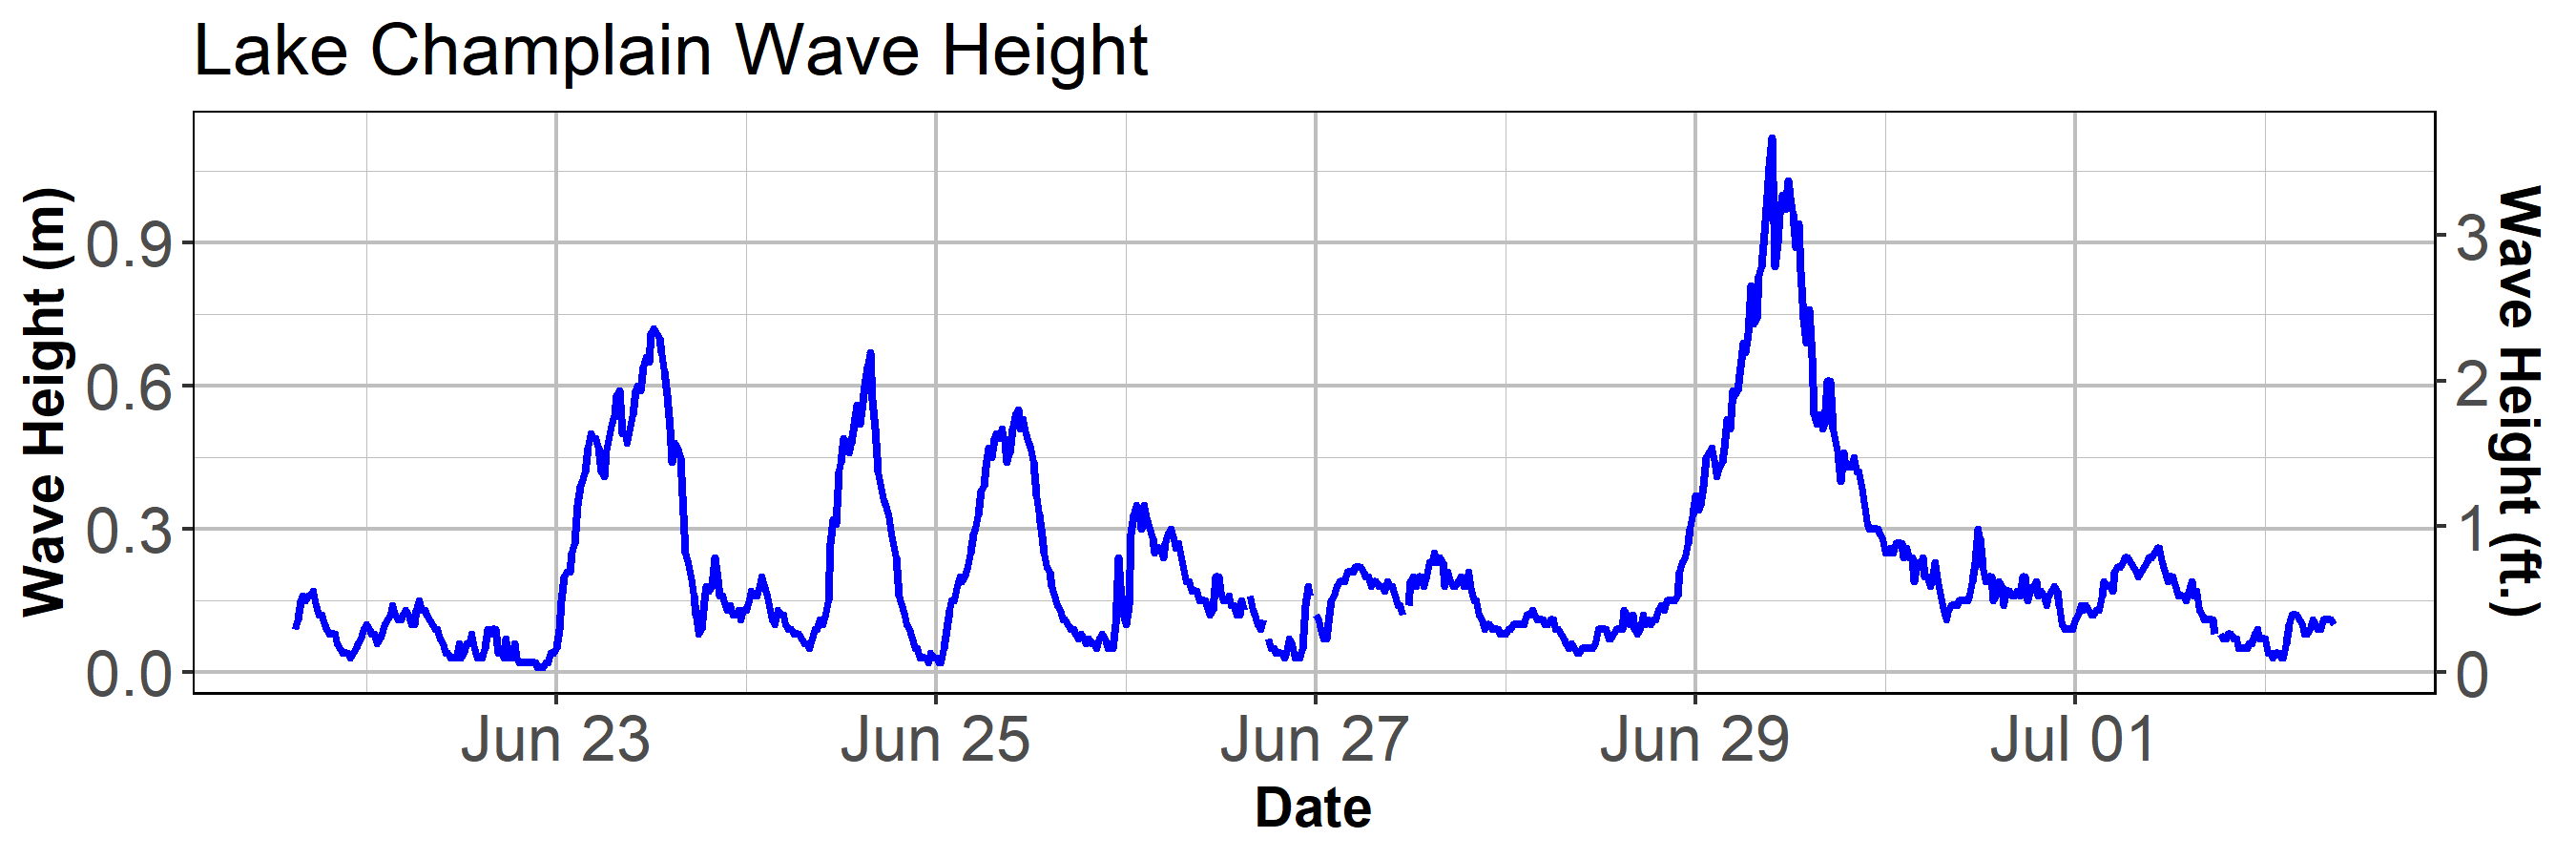 Lake Champlain Wave Height
Wave Height (m)
0.9
0.6
0.3
0.0
3
2
1
0
Wave Height (ft.)
Jun 23 Jun 25 Jun 27 Jun 29 Jul 01
Date